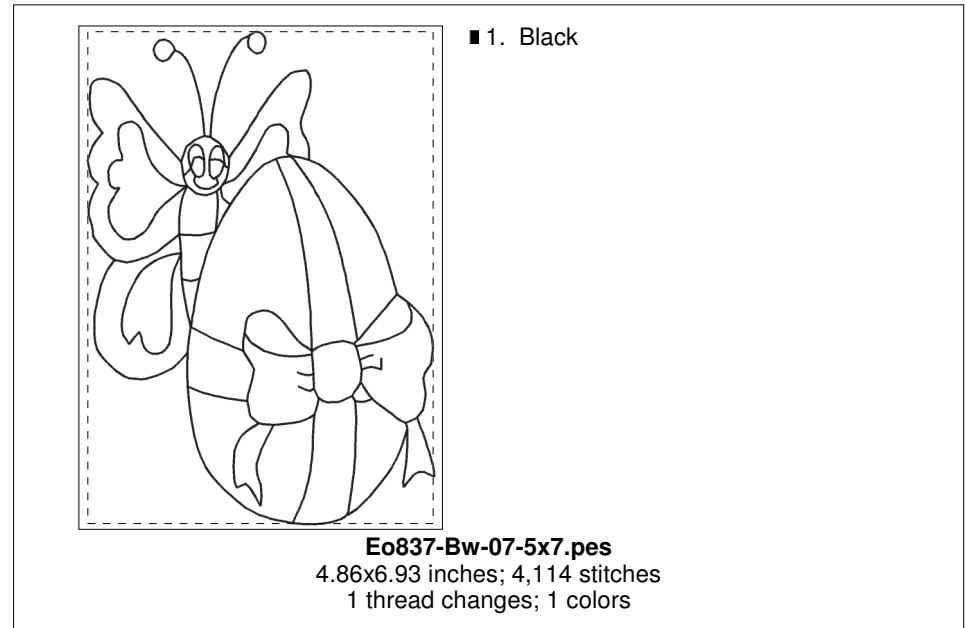 1. Black
Eo837-Bw-07-5x7.pes
4.86x6.93 inches; 4,114 stitches
1 thread changes; 1 colors